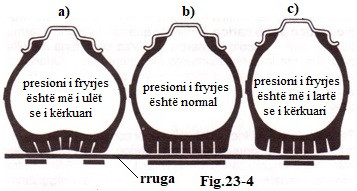 a)
b)
c)
presioni i fryrjes
është më i ulët
se i kërkuari
presioni i fryrjes
është normal
presioni i fryrjes
është më i lartë
se i kërkuari
rruga
Fig.23-4